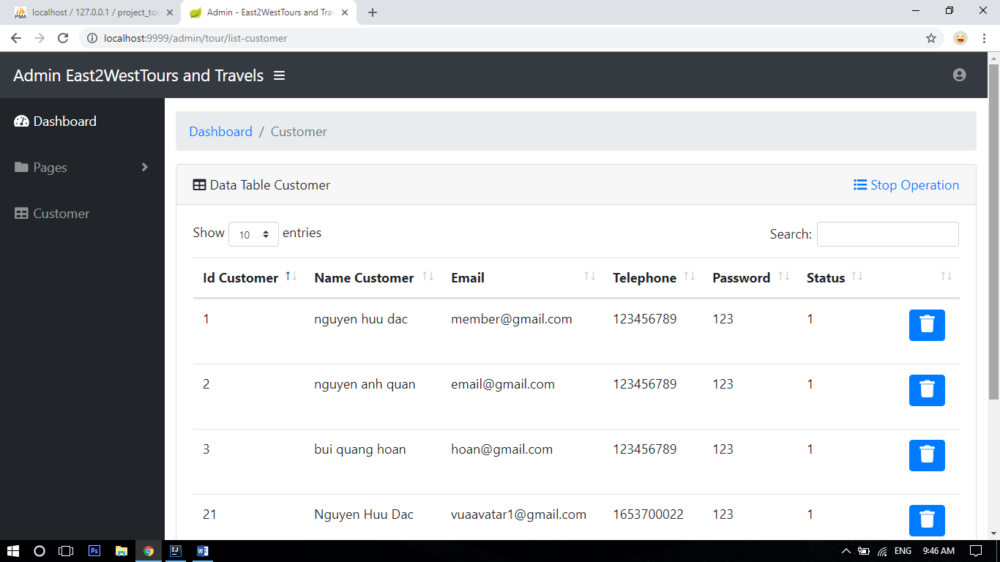 localhost / 127.0.0.1 / project_tou
Admin - East2WestTours and Tra
localhost:9999/admin/tour/list-customer
Admin East2WestTours and Travels
Dashboard
Pages
Customer
Dashboard / Customer
Data Table Customer Stop Operation
Show 10 entries Search:
Id Customer Name Customer Email Telephone Password Status
1 nguyen huu dac member@gmail.com 123456789 123 1
2 nguyen anh quan email@gmail.com 123456789 123 1
3 bui quang hoan hoan@gmail.com 123456789 123 1
21 Nguyen Huu Dac vuaavatar1@gmail.com 1653700022 123 1
Ps IJ W ENG 9:46 AM